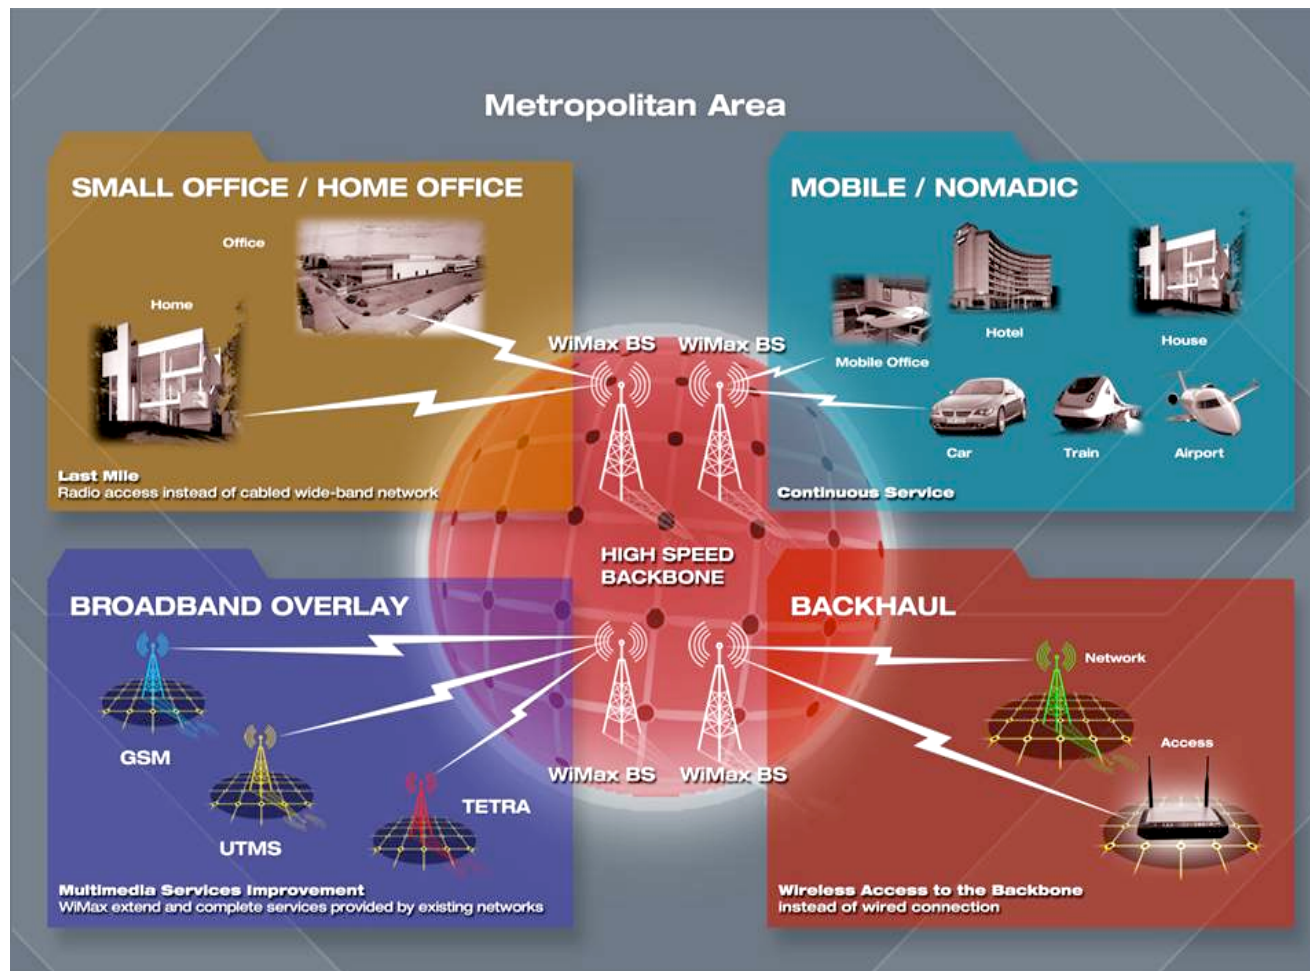 Metropolitan Area
SMALL OFFICE / HOME OFFICE
Office
Home
Last Mile
Radio access instead of cabled wide-band network
MOBILE / NOMADIC
Hotel
House
Mobile Office
Car
Train
Airport
Continuous Service
WiMax BS
WiMax BS
HIGH SPEED
BACKBONE
WiMax BS
WiMax BS
BROADBAND OVERLAY
GSM
UTMS
TETRA
Multimedia Services Improvement
WiMax extend and complete services provided by existing networks
BACKHAUL
Network
Access
Wireless Access to the Backbone
instead of wired connection